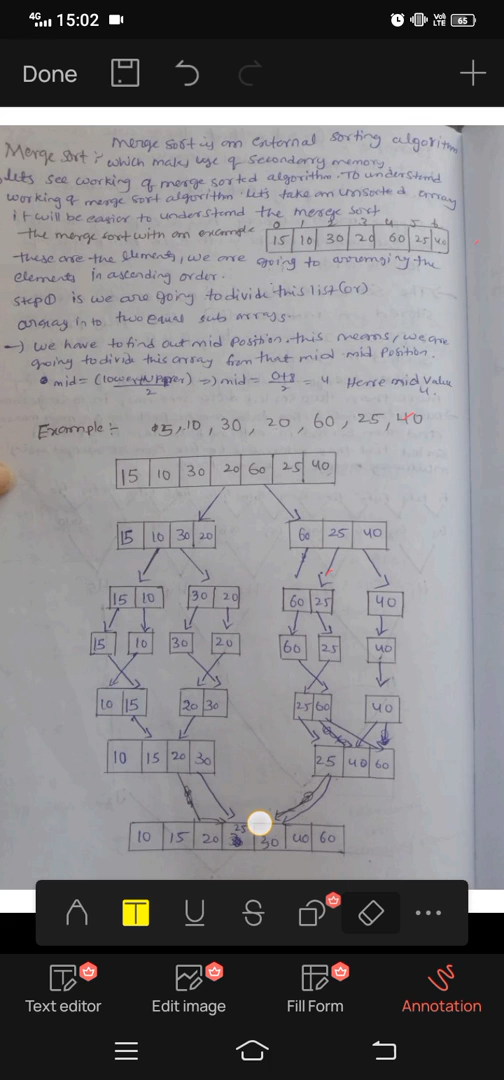 4G 15:02 Vo) LTE 65
Done
Merge sort :- Merge sort is an external sorting algorithm
which makes use of secondary memory.
lets see working of merge sorted algorithm. To understand
working of merge sort algorithm lets take an unsorted array
it will be easier to understand the merge sort
the merge sort with an example
0 1 2 3 4 5 6
15 10 30 20 60 25 40
these are the elements, we are going to arranging the
elements in ascending order.
step① is we are going to divide this list (or)
array in to two equal sub arrays.
→ we have to find out mid position. this means, we are
going to divide this array from that mid mid position.
mid = (lower+upper)/2 => mid = 0+8/2 = 4 Here mid value 4
Example :- 15, 10, 30, 20, 60, 25, 40
15 10 30 20 60 25 40
15 10 30 20 60 25 40
15 10 30 20 60 25 40
15 10 30 20 60 25 40
10 15 20 30 25 60 40
10 15 20 30 25 40 60
10 15 20 25 30 40 60
Text editor Edit image Fill Form Annotation